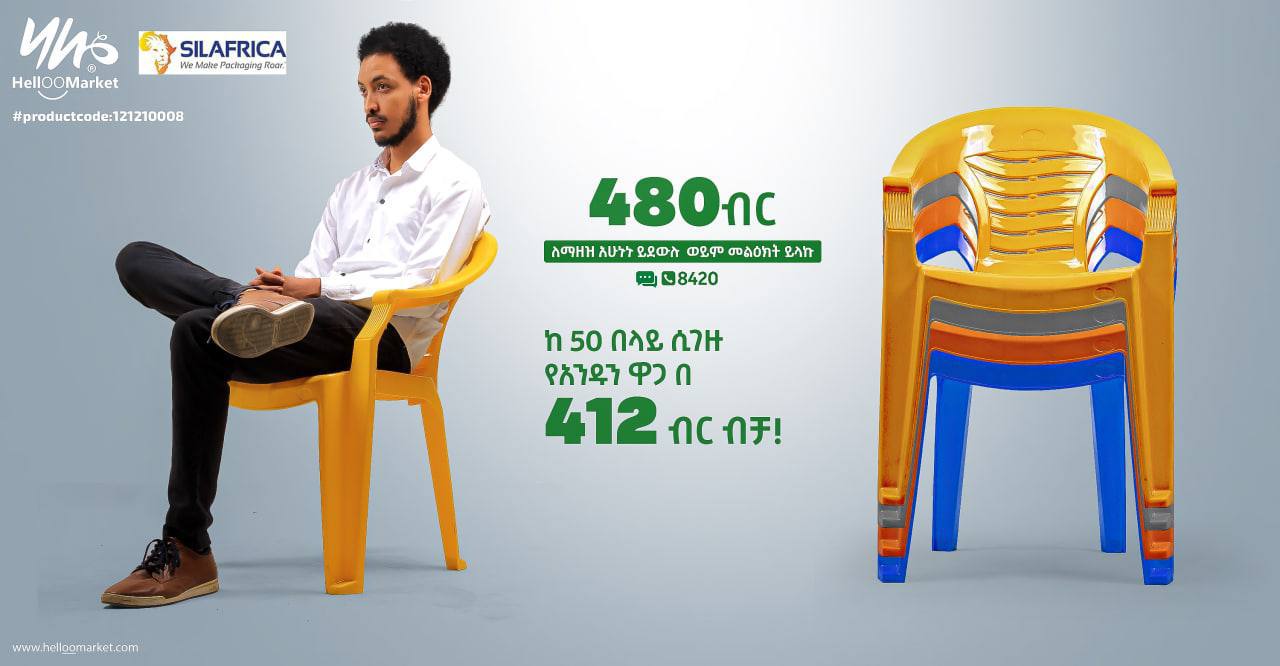 HellOOMarket
SILAFRICA
We Make Packaging Roar.
#productcode:121210008
480ብር
ለማዘዝ አሁኑኑ ይደውሉ ወይም መልዕክት ይላኩ
8420
ከ 50 በላይ ሲገዙ
የአንዱን ዋጋ በ
412 ብር ብቻ!
www.helloomarket.com